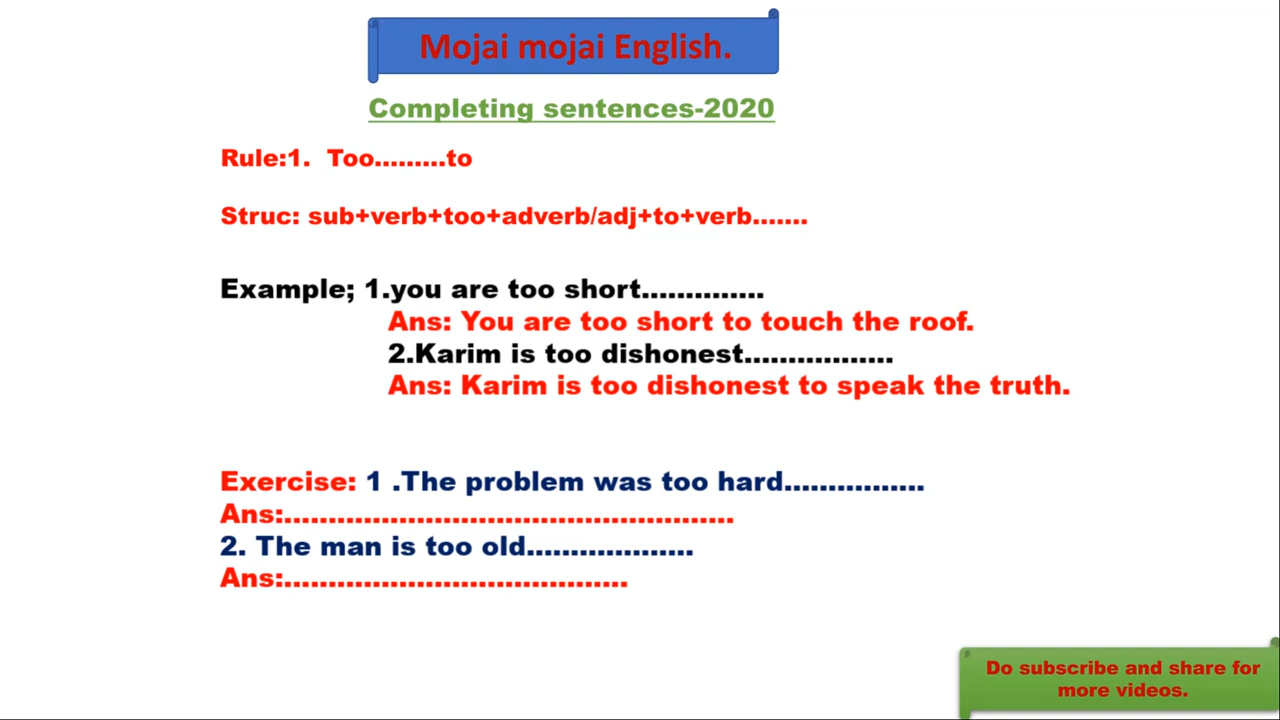 Mojai mojai English.
Completing sentences-2020
Rule:1. Too.........to
Struc: sub+verb+too+adverb/adj+to+verb.......
Example; 1.you are too short..............
Ans: You are too short to touch the roof.
2.Karim is too dishonest.................
Ans: Karim is too dishonest to speak the truth.
Exercise: 1 .The problem was too hard................
Ans:...................................................
2. The man is too old...................
Ans:.......................................
Do subscribe and share for
more videos.